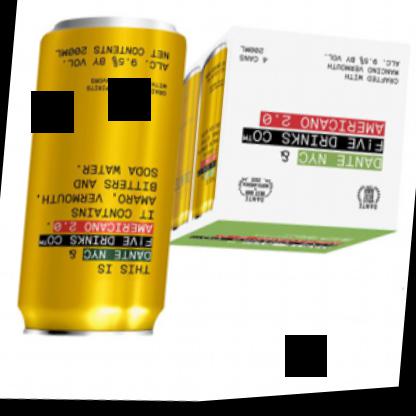 THIS IS
DANTE NYC &
FIVE DRINKS CO™
AMERICANO 2.0.
IT CONTAINS
AMARO, VERMOUTH,
BITTERS AND
SODA WATER.
ALC. 9.5% BY VOL.
NET CONTENTS 200ML
DANTE NYC &
FIVE DRINKS CO™
AMERICANO 2.0
CRAFTED WITH
MANCINO VERMOUTH
ALC. 9.5% BY VOL.
4 CANS
200ML
DANTE
DANTE